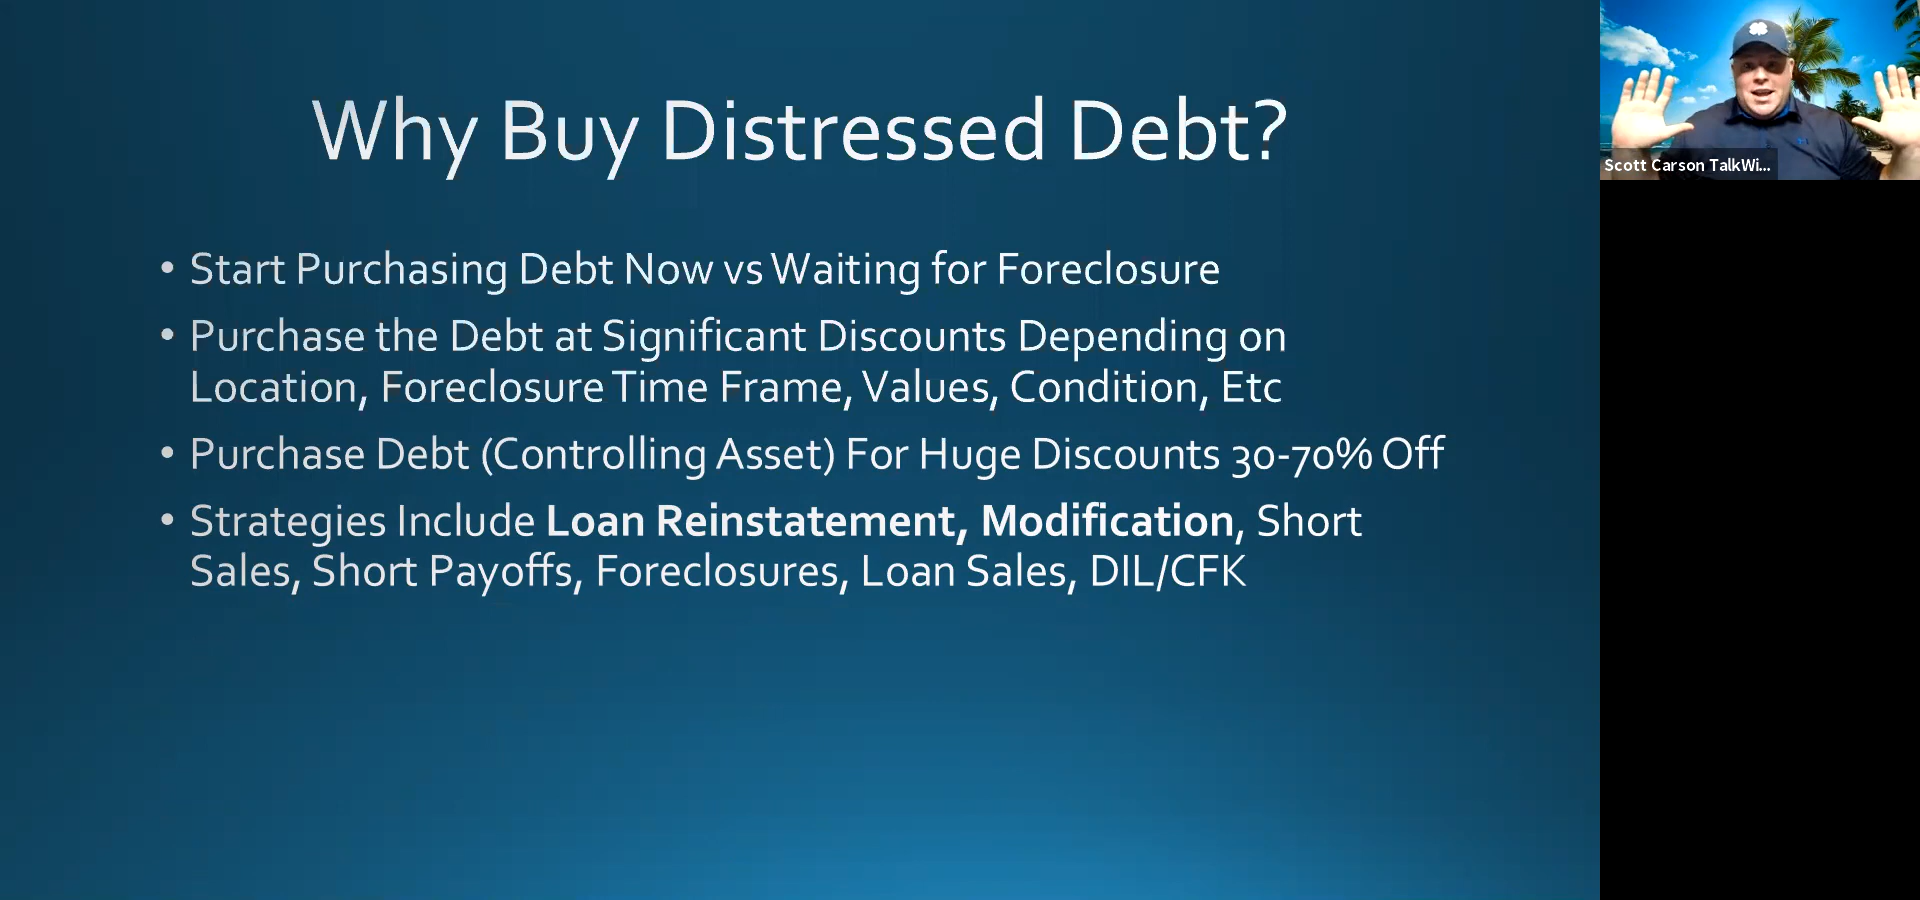 Why Buy Distressed Debt?
• Start Purchasing Debt Now vs Waiting for Foreclosure
• Purchase the Debt at Significant Discounts Depending on
Location, Foreclosure Time Frame, Values, Condition, Etc
• Purchase Debt (Controlling Asset) For Huge Discounts 30-70% Off
• Strategies Include Loan Reinstatement, Modification, Short
Sales, Short Payoffs, Foreclosures, Loan Sales, DIL/CFK
Scott Carson TalkWi...